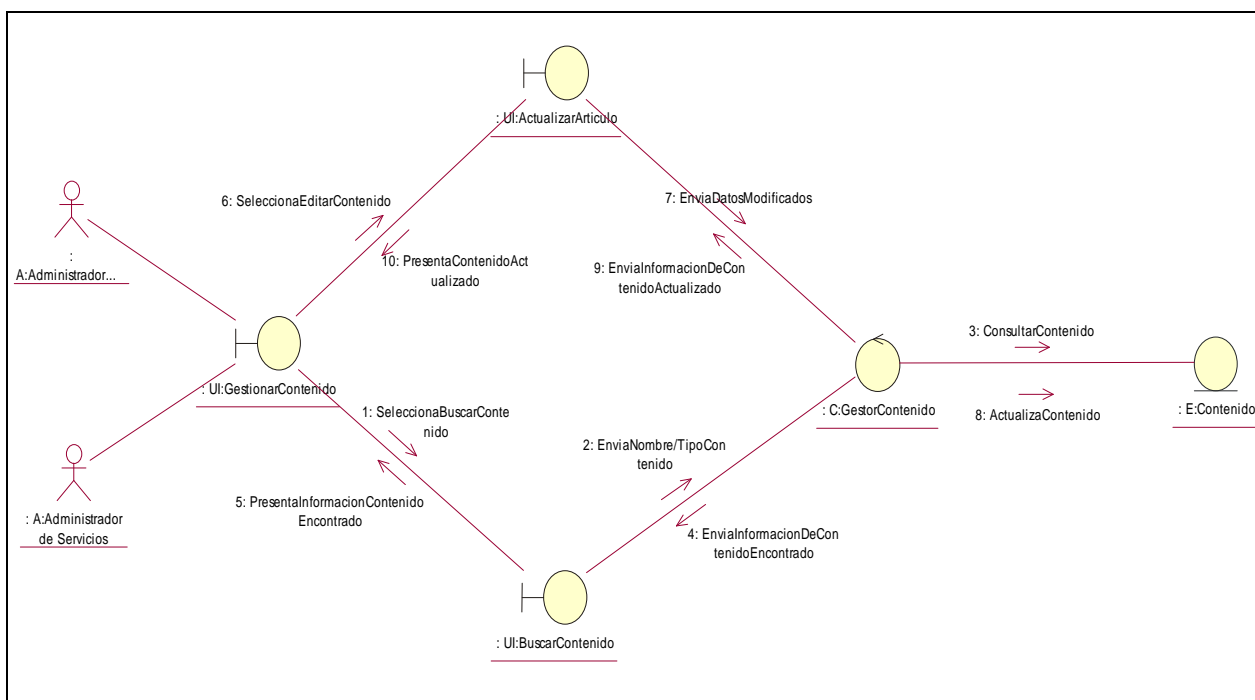 : UI:ActualizarArticulo
6: SeleccionaEditarContenido
7: EnviaDatosModificados
:
A:Administrador...
10: PresentaContenidoAct
ualizado
9: EnviaInformacionDeCon
tenidoActualizado
3: ConsultarContenido
: UI:GestionarContenido
: C:GestorContenido
8: ActualizaContenido
: E:Contenido
1: SeleccionaBuscarConte
nido
2: EnviaNombre/TipoCon
tenido
5: PresentaInformacionContenido
Encontrado
: A:Administrador
de Servicios
4: EnviaInformacionDeCon
tenidoEncontrado
: UI:BuscarContenido